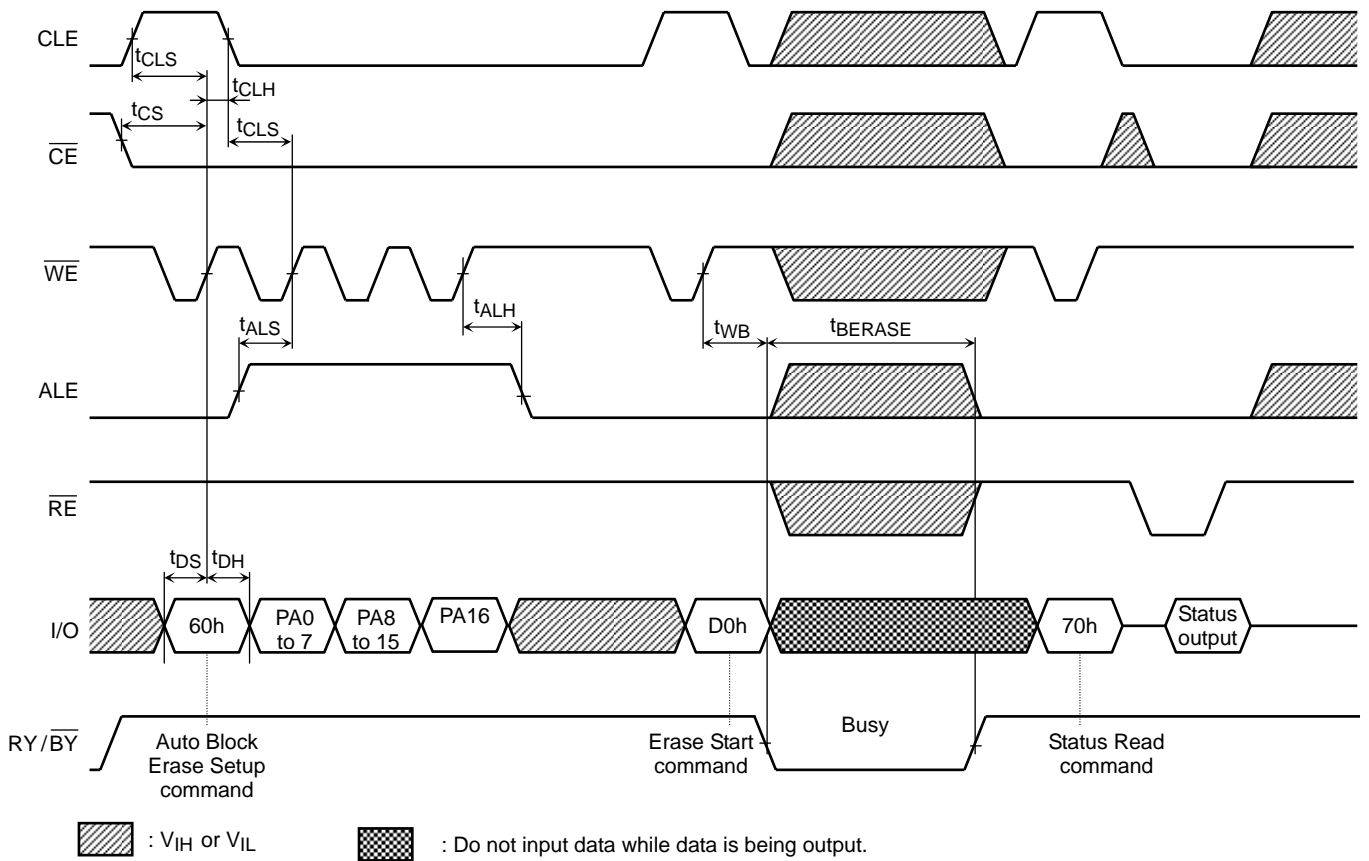 CLE
tCLS
tCLH
tCS
tCLS
CE
WE
tALS
tALH
tWB
tBERASE
ALE
RE
tDS
tDH
I/O
60h
PA0
to 7
PA8
to 15
PA16
D0h
70h
Status
output
RY/BY
Busy
Auto Block
Erase Setup
command
Erase Start
command
Status Read
command
: VIH or VIL
: Do not input data while data is being output.